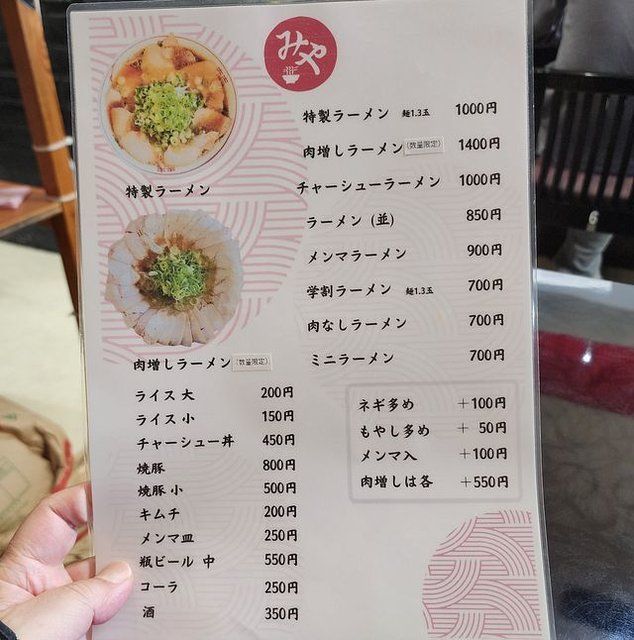 みや
特製ラーメン
肉増しラーメン (数量限定)
特製ラーメン 麺1.3玉 1000円
肉増しラーメン (数量限定) 1400円
チャーシューラーメン 1000円
ラーメン (並) 850円
メンマラーメン 900円
学割ラーメン 麺1.3玉 700円
肉なしラーメン 700円
ミニラーメン 700円
ライス 大 200円
ライス 小 150円
チャーシュー丼 450円
焼豚 800円
焼豚 小 500円
キムチ 200円
メンマ皿 250円
瓶ビール 中 550円
コーラ 250円
酒 350円
ネギ多め +100円
もやし多め + 50円
メンマ入 +100円
肉増しは各 +550円